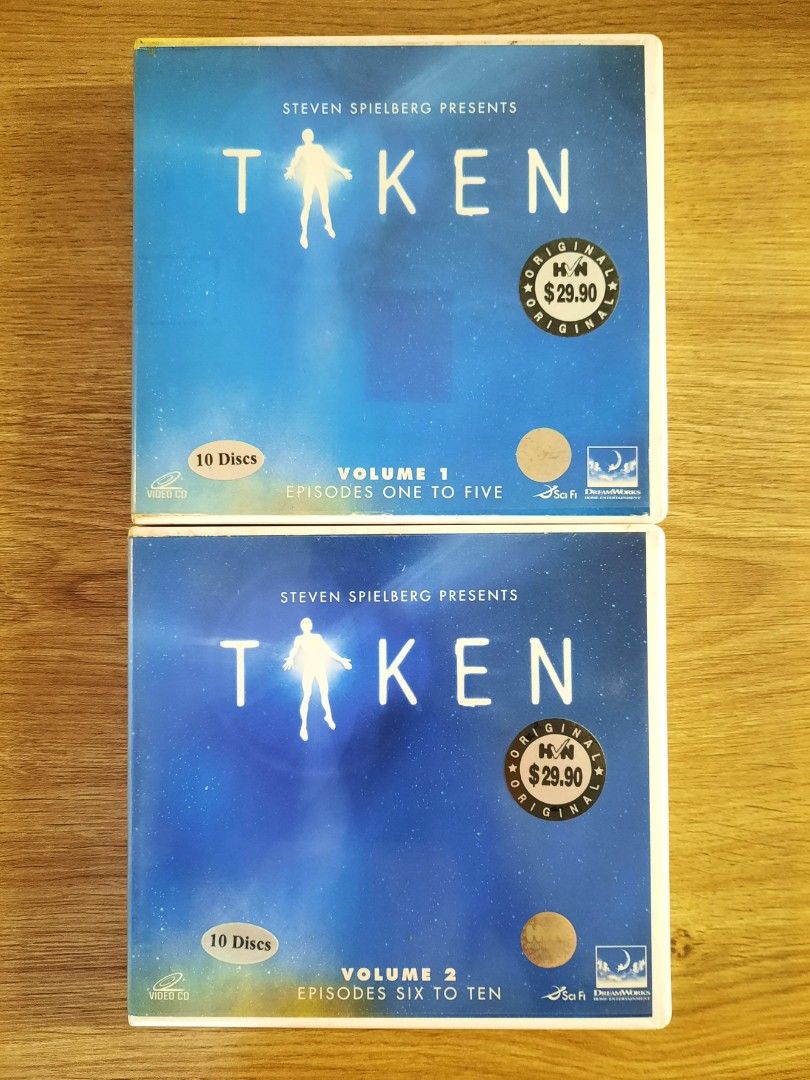 STEVEN SPIELBERG PRESENTS
T KEN
ORIGINAL
HVN
$29.90
ORIGINAL
10 Discs
VOLUME 1
VIDEO CD
EPISODES ONE TO FIVE
SCI FI
DREAMWORKS
HOME ENTERTAINMENT
STEVEN SPIELBERG PRESENTS
T KEN
ORIGINAL
HVN
$29.90
ORIGINAL
10 Discs
VOLUME 2
VIDEO CD
EPISODES SIX TO TEN
SCI FI
DREAMWORKS
HOME ENTERTAINMENT